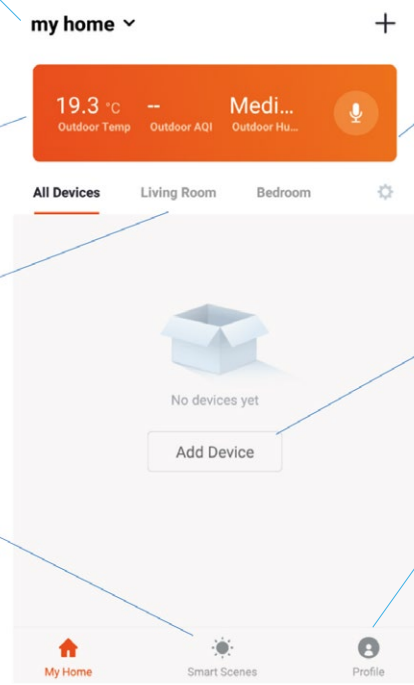 my home
19.3 °C -- Medi...
Outdoor Temp Outdoor AQI Outdoor Hu...
All Devices Living Room Bedroom
No devices yet
Add Device
My Home Smart Scenes Profile